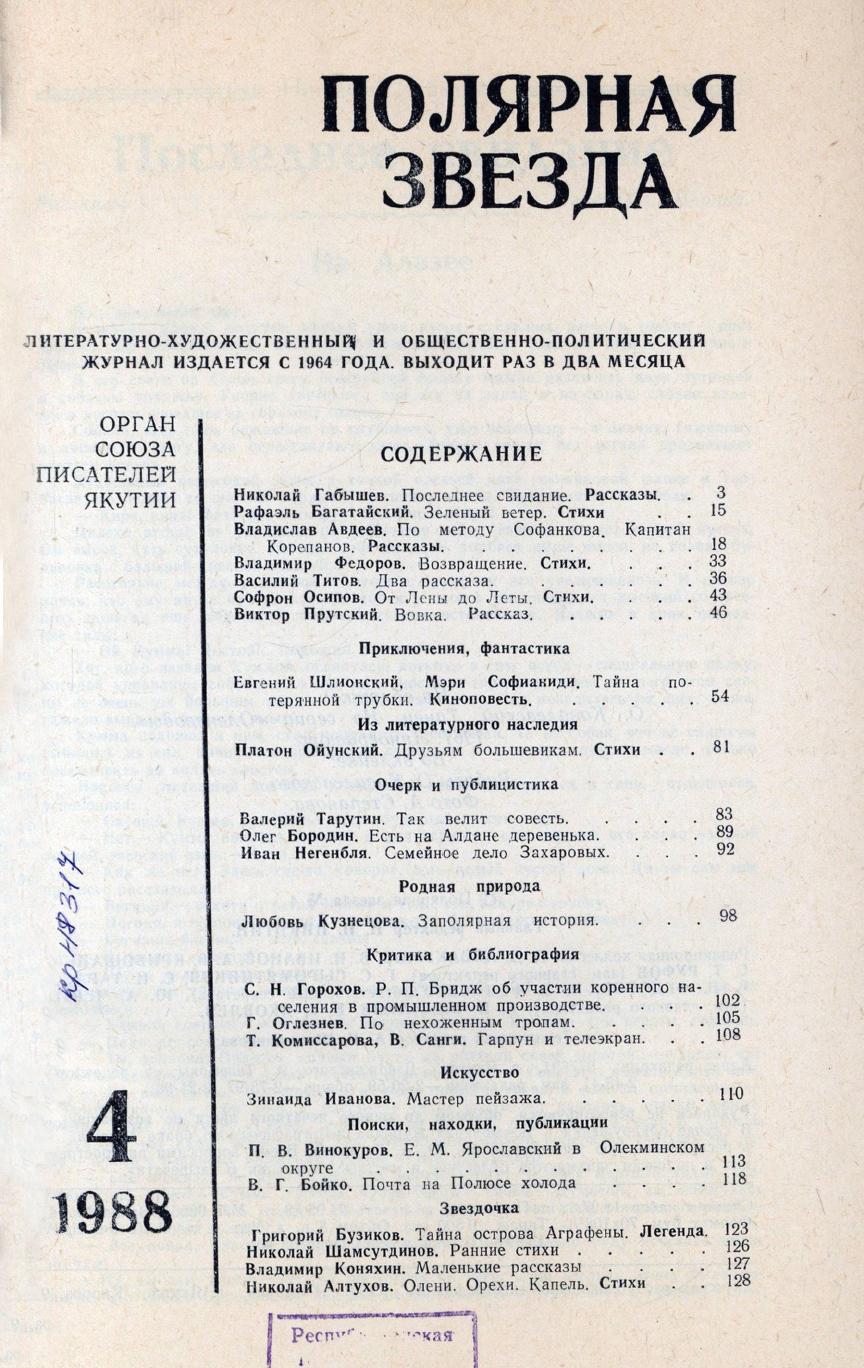 ПОЛЯРНАЯ
ЗВЕЗДА
ЛИТЕРАТУРНО-ХУДОЖЕСТВЕННЫЙ И ОБЩЕСТВЕННО-ПОЛИТИЧЕСКИЙ
ЖУРНАЛ ИЗДАЕТСЯ С 1964 ГОДА. ВЫХОДИТ РАЗ В ДВА МЕСЯЦА
ОРГАН
СОЮЗА
ПИСАТЕЛЕЙ
ЯКУТИИ
СОДЕРЖАНИЕ
Николай Габышев. Последнее свидание. Рассказы. . 3
Рафаэль Багатайский. Зеленый ветер. Стихи . . 15
Владислав Авдеев. По методу Софанкова. Капитан
Корепанов. Рассказы. . . . . . . . 18
Владимир Федоров. Возвращение. Стихи. . . . 33
Василий Титов. Два рассказа. . . . . . . 36
Софрон Осипов. От Лены до Леты. Стихи. . . . 43
Виктор Прутский. Вовка. Рассказ. . . . . . 46
Приключения, фантастика
Евгений Шлионский, Мэри Софианиди. Тайна по-
терянной трубки. Киноповесть. . . . . . 54
Из литературного наследия
Платон Ойунский. Друзьям большевикам. Стихи . . 81
Очерк и публицистика
Валерий Тарутин. Так велит совесть. . . . . 83
Олег Бородин. Есть на Алдане деревенька. . . . 89
Иван Негенбля. Семейное дело Захаровых. . . . 92
Родная природа
Любовь Кузнецова. Заполярная история. . . . 98
Критика и библиография
С. Н. Горохов. Р. П. Бридж об участии коренного на-
селения в промышленном производстве. . . . 102
Г. Оглезнев. По нехоженным тропам. . . . . 105
Т. Комиссарова, В. Санги. Гарпун и телеэкран. . . 108
Искусство
Зинаида Иванова. Мастер пейзажа. . . . . . 110
Поиски, находки, публикации
П. В. Винокуров. Е. М. Ярославский в Олекминском
округе . . . . . . . . . . . . . 113
В. Г. Бойко. Почта на Полюсе холода . . . . 118
Звездочка
Григорий Бузиков. Тайна острова Аграфены. Легенда. 123
Николай Шамсутдинов. Ранние стихи . . . . . 126
Владимир Коняхин. Маленькие рассказы . . . . 127
Николай Алтухов. Олени. Орехи. Капель. Стихи . . 128
кр 48317
4
1988